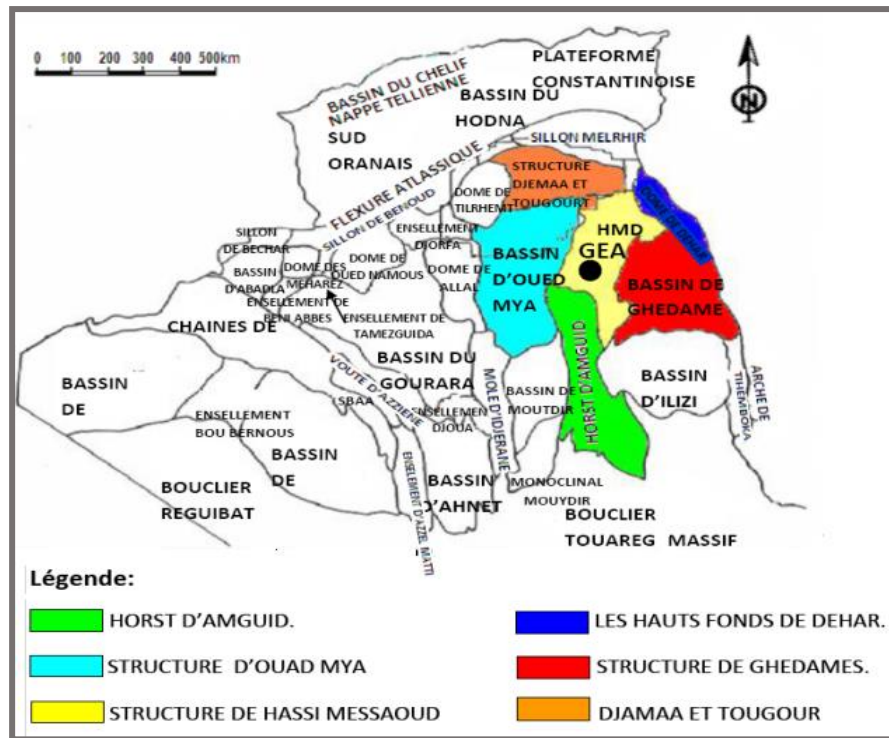 0 100 200 300 400 500km
N
PLATEFORME
CONSTANTINOISE
BASSIN DU CHELIF
NAPPE TELLIENNE
BASSIN DU
HODNA
SUD
ORANAIS
SILLON MELRHIR
FLEXURE ATLASSIQUE
SILLON DE BENOUD
STRUCTURE
DJEMAA ET
TOUGOURT
DOME DE
TILRHEMT
DOME DE DEHAR
HMD
GEA
SILLON
DE BECHAR
ENSELLEMENT
DJORFA
BASSIN
D'OUED
MYA
BASSIN
D'ABADLA
DOME DES
MEHAREZ
DOME DE
OUED NAMOUS
DOME DE
ALLAL
BASSIN DE
GHEDAME
ENSELLEMENT DE
BENI ABBES
ENSELLEMENT DE
TAMEZGUIDA
CHAINES DE
BASSIN DU
GOURARA
VOUTE D'AZZIENE
SBAA
BASSIN
DE
ENSELLEMENT
BOU BERNOUS
ENSELLEMEN
DJOUA
MOLE D'IDJERANE
BASSIN DE
MOUTDIR
HORST D'AMGUID
BASSIN
D'ILIZI
ARCHE DE
TIHEMBOKA
BASSIN
DE
ENSELEMENT D'AZZEL MATTI
BASSIN
D'AHNET
MONOCLINAL
MOUYDIR
BOUCLIER
REGUIBAT
BOUCLIER
TOUAREG MASSIF
Légende:
HORST D'AMGUID.
LES HAUTS FONDS DE DEHAR.
STRUCTURE D'OUAD MYA
STRUCTURE DE GHEDAMES.
STRUCTURE DE HASSI MESSAOUD
DJAMAA ET TOUGOUR